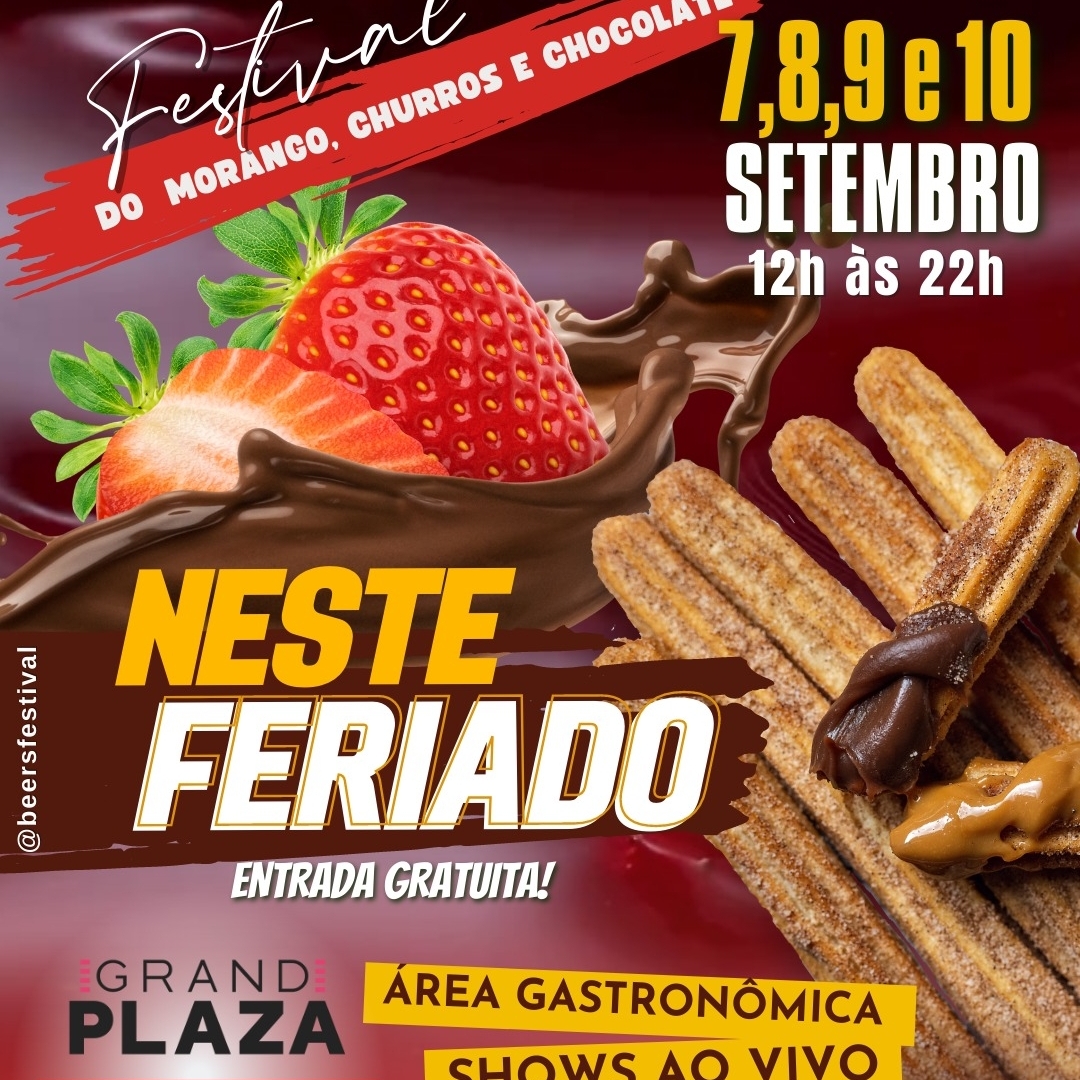 Festival
DO MORANGO, CHURROS E CHOCOLATE
7,8,9 e 10
SETEMBRO
12h às 22h
NESTE
FERIADO
@beersfestival
ENTRADA GRATUITA!
GRAND
PLAZA
ÁREA GASTRONÔMICA
SHOWS AO VIVO